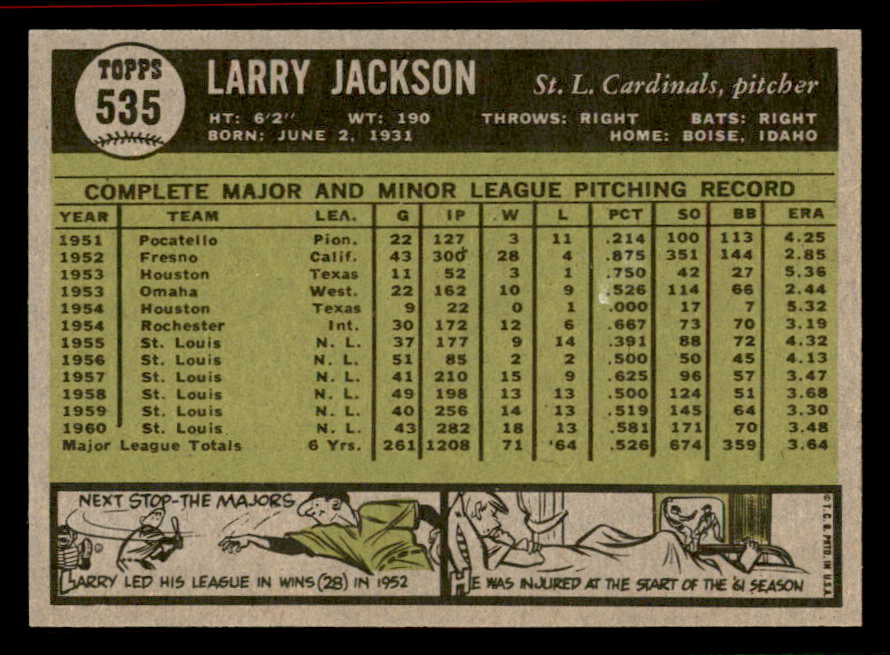 TOPPS
535
LARRY JACKSON
St. L. Cardinals, pitcher
HT: 6'2" WT: 190 THROWS: RIGHT BATS: RIGHT
BORN: JUNE 2, 1931 HOME: BOISE, IDAHO
COMPLETE MAJOR AND MINOR LEAGUE PITCHING RECORD
YEAR TEAM LEA. G IP W L PCT SO BB ERA
1951 Pocatello Pion. 22 127 3 11 .214 100 113 4.25
1952 Fresno Calif. 43 300 28 4 .875 351 144 2.85
1953 Houston Texas 11 52 3 1 .750 42 27 5.36
1953 Omaha West. 22 162 10 9 .526 114 66 2.44
1954 Houston Texas 9 22 0 1 .000 17 7 5.32
1954 Rochester Int. 30 172 12 6 .667 73 70 3.19
1955 St. Louis N. L. 37 177 9 14 .391 88 72 4.32
1956 St. Louis N. L. 51 85 2 2 .500 50 45 4.13
1957 St. Louis N. L. 41 210 15 9 .625 96 57 3.47
1958 St. Louis N. L. 49 198 13 13 .500 124 51 3.68
1959 St. Louis N. L. 40 256 14 13 .519 145 64 3.30
1960 St. Louis N. L. 43 282 18 13 .581 171 70 3.48
Major League Totals 6 Yrs. 261 1208 71 64 .526 674 359 3.64
NEXT STOP-THE MAJORS
LARRY LED HIS LEAGUE IN WINS (28) IN 1952
HE WAS INJURED AT THE START OF THE '61 SEASON
© T.C.G. PRTD. IN U.S.A.